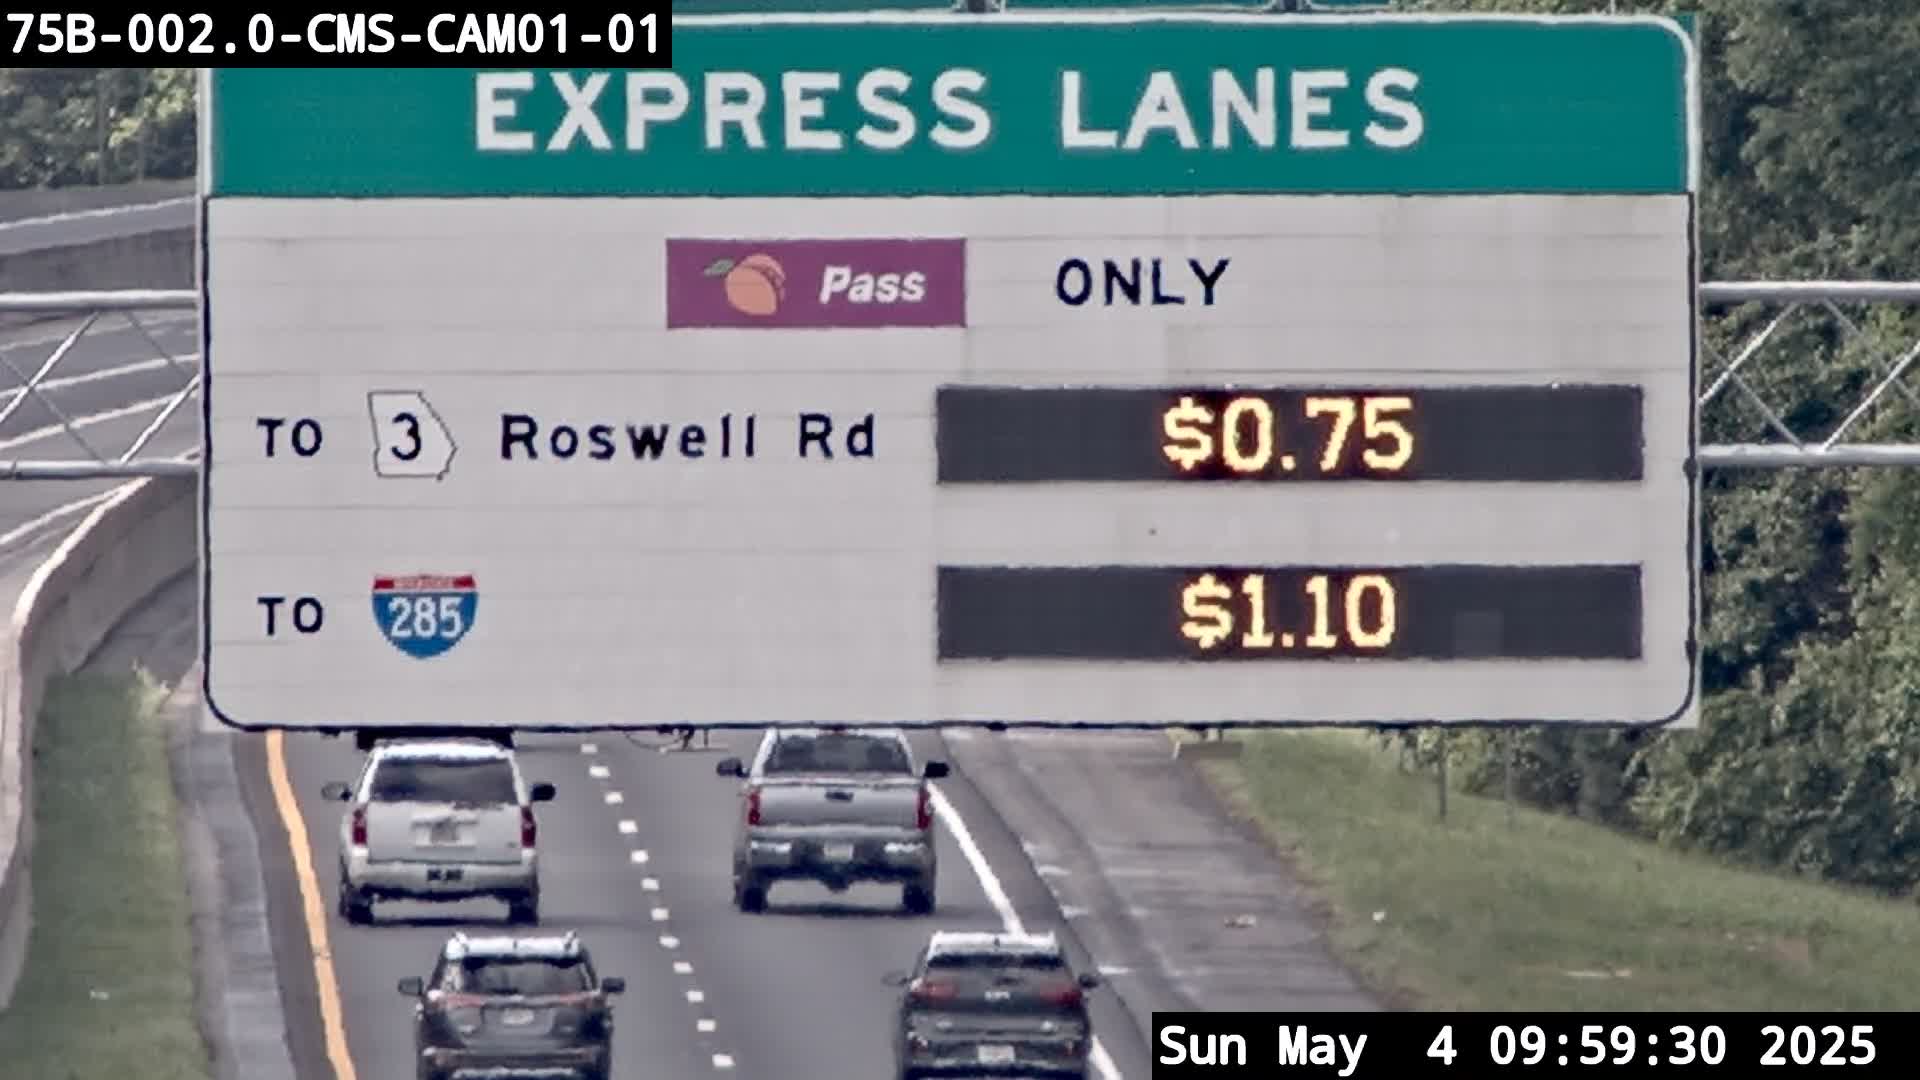 75B-002.0-CMS-CAM01-01
EXPRESS LANES
Pass ONLY
TO 3 Roswell Rd $0.75
TO 285 $1.10
Sun May 4 09:59:30 2025